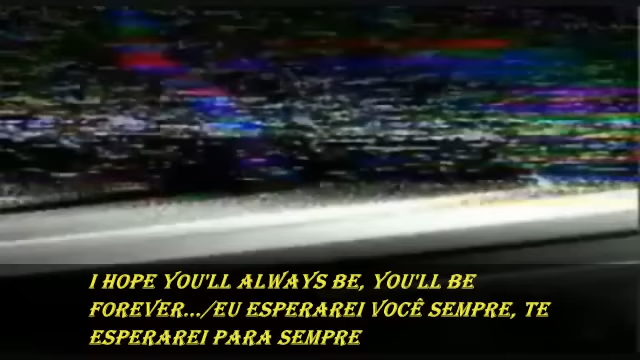 I HOPE YOU'LL ALWAYS BE, YOU'LL BE
FOREVER.../EU ESPERAREI VOCÊ SEMPRE, TE
ESPERAREI PARA SEMPRE